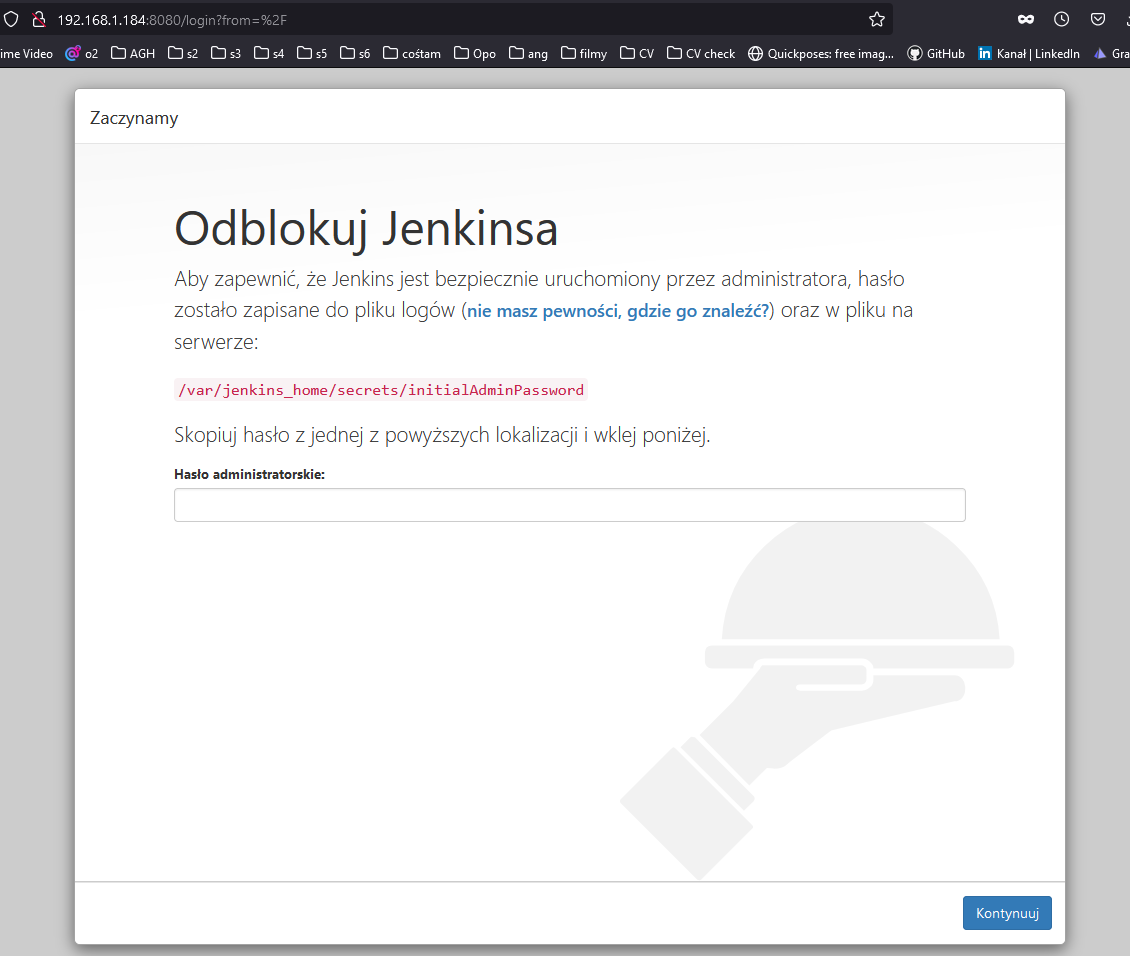 192.168.1.184:8080/login?from=%2F
ime Video o2 AGH s2 s3 s4 s5 s6 cośtam Opo ang filmy CV CV check Quickposes: free imag... GitHub in Kanał | LinkedIn Gra
Zaczynamy
Odblokuj Jenkinsa
Aby zapewnić, że Jenkins jest bezpiecznie uruchomiony przez administratora, hasło
zostało zapisane do pliku logów (nie masz pewności, gdzie go znaleźć?) oraz w pliku na
serwerze:
/var/jenkins_home/secrets/initialAdminPassword
Skopiuj hasło z jednej z powyższych lokalizacji i wklej poniżej.
Hasło administratorskie:
Kontynuuj